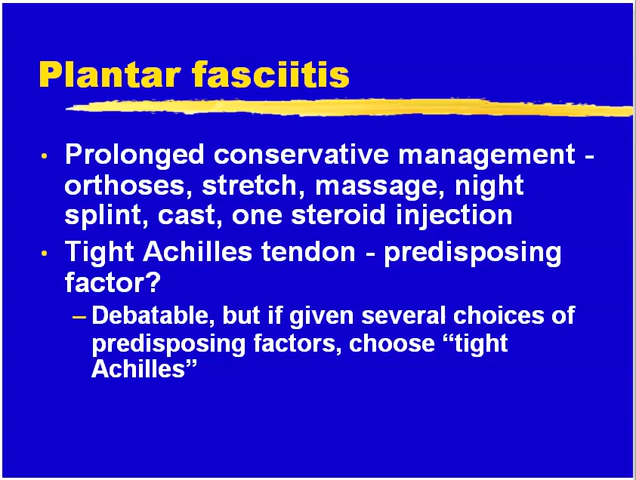 Plantar fasciitis
• Prolonged conservative management -
orthoses, stretch, massage, night
splint, cast, one steroid injection
• Tight Achilles tendon - predisposing
factor?
– Debatable, but if given several choices of
predisposing factors, choose “tight
Achilles”